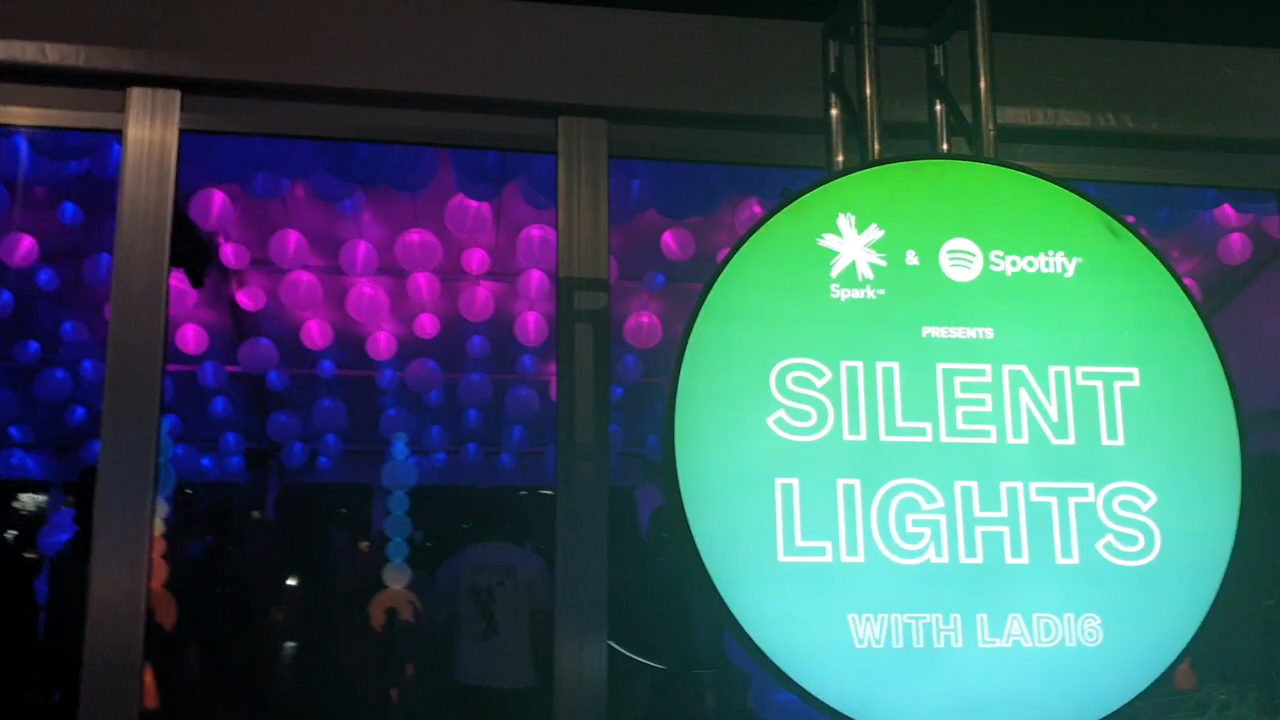 & Spotify
Spark
PRESENTS
SILENT
LIGHTS
WITH LADI6